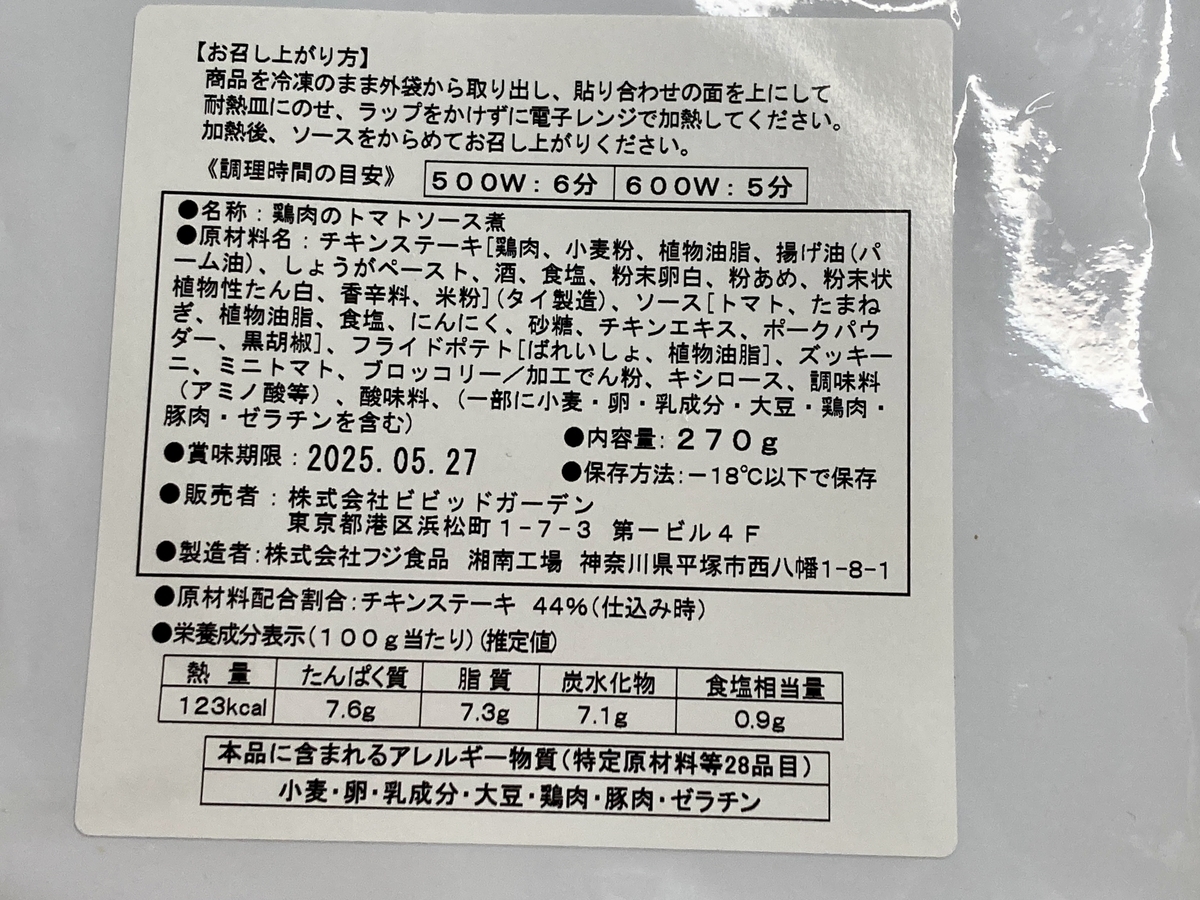 【お召し上がり方】
商品を冷凍のまま外袋から取り出し、貼り合わせの面を上にして
耐熱皿にのせ、ラップをかけずに電子レンジで加熱してください。
加熱後、ソースをからめてお召し上がりください。
《調理時間の目安》 500W：6分 600W：5分
●名称：鶏肉のトマトソース煮
●原材料名：チキンステーキ[鶏肉、小麦粉、植物油脂、揚げ油(パ
ーム油)、しょうがペースト、酒、食塩、粉末卵白、粉あめ、粉末状
植物性たん白、香辛料、米粉](タイ製造)、ソース[トマト、たまね
ぎ、植物油脂、食塩、にんにく、砂糖、チキンエキス、ポークパウ
ダー、黒胡椒]、フライドポテト[ばれいしょ、植物油脂]、ズッキー
ニ、ミニトマト、ブロッコリー／加工でん粉、キシロース、調味料
(アミノ酸等)、酸味料、(一部に小麦・卵・乳成分・大豆・鶏肉・
豚肉・ゼラチンを含む)
●内容量：270g
●賞味期限：2025.05.27
●保存方法：－18℃以下で保存
●販売者：株式会社ビビッドガーデン
東京都港区浜松町1-7-3 第一ビル4F
●製造者：株式会社フジ食品 湘南工場 神奈川県平塚市西八幡1-8-1
●原材料配合割合：チキンステーキ 44%(仕込み時)
●栄養成分表示(100g当たり)(推定値)
熱量 たんぱく質 脂質 炭水化物 食塩相当量
123kcal 7.6g 7.3g 7.1g 0.9g
本品に含まれるアレルギー物質(特定原材料等28品目)
小麦・卵・乳成分・大豆・鶏肉・豚肉・ゼラチン